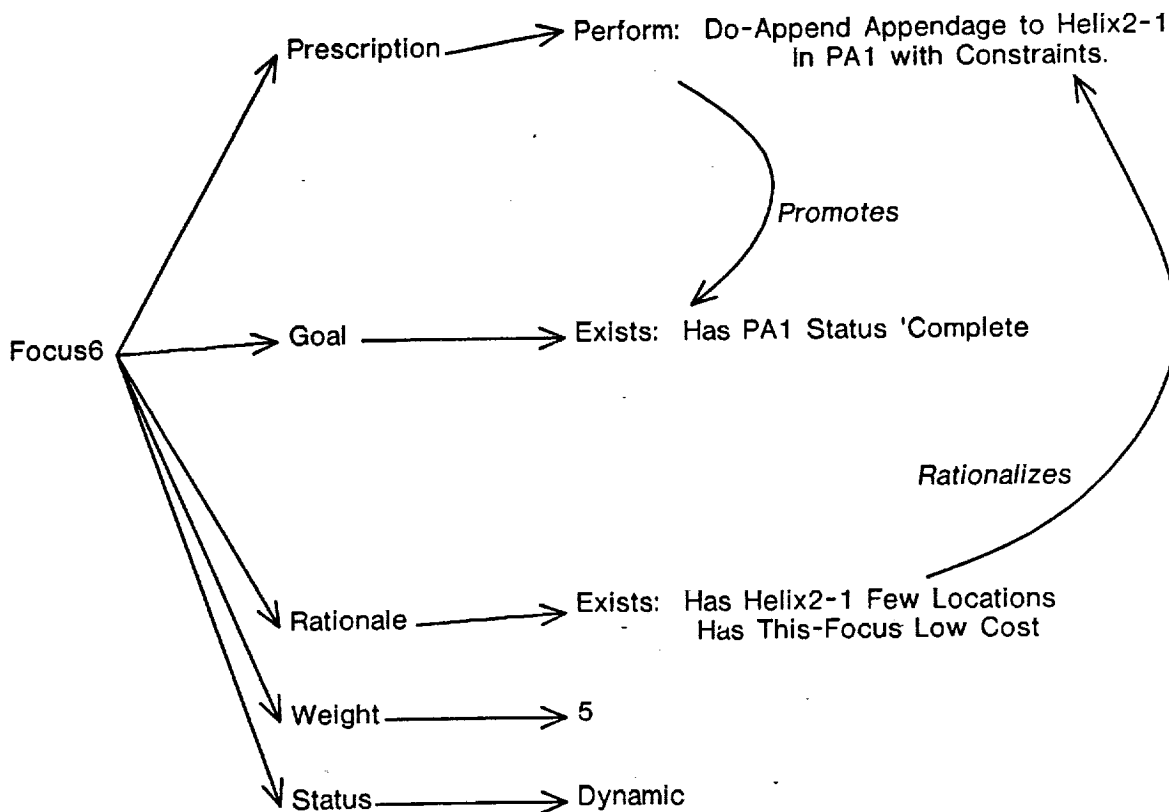 Prescription
Perform: Do-Append Appendage to Helix2-1
In PA1 with Constraints.
Promotes
Focus6
Goal
Exists: Has PA1 Status 'Complete
Rationalizes
Rationale
Exists: Has Helix2-1 Few Locations
Has This-Focus Low Cost
Weight
5
Status
Dynamic